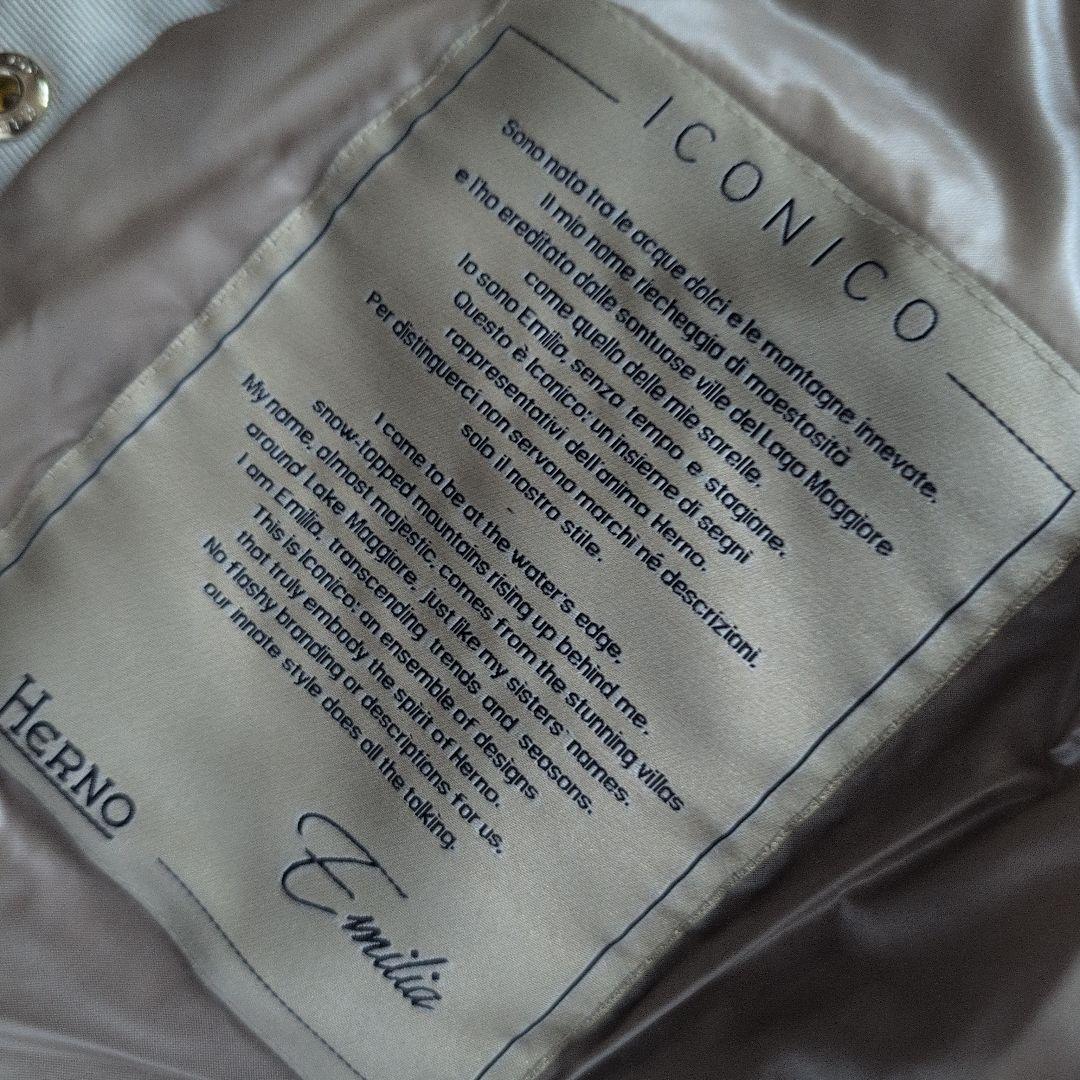 ICONICO
Sono nata tra le acque dolci e le montagne innevate.
Il mio nome riecheggia di maestosità
e l'ho ereditato dalle sontuose ville del Lago Maggiore
come quello delle mie sorelle.
Io sono Emilia, senza tempo e stagione.
Questo è Iconico: un insieme di segni
rappresentativi dell'anima Herno.
Per distinguerci non servono marchi né descrizioni.
solo il nostro stile.
I came to be at the water's edge,
snow-topped mountains rising up behind me.
My name, almost majestic, comes from the stunning villas
around Lake Maggiore, just like my sisters' names.
I am Emilia, transcending trends and seasons.
This is Iconico: an ensemble of designs
that truly embody the spirit of Herno.
No flashy branding or descriptions for us,
our innate style does all the talking.
HERNO
Emilia